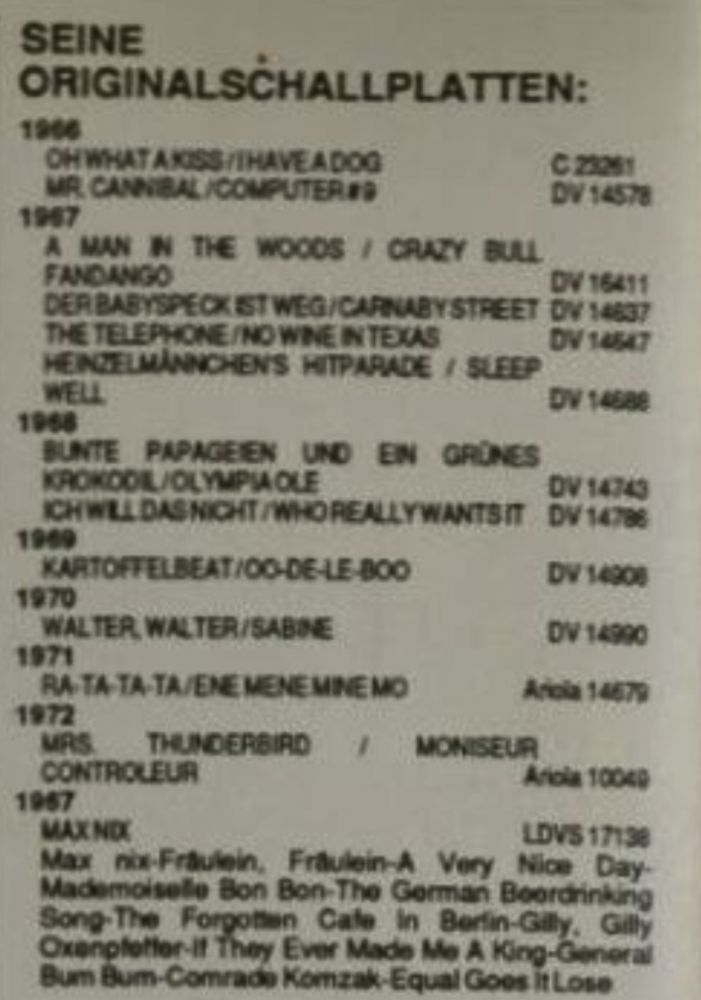 SEINE
ORIGINALSCHALLPLATTEN:
1966
OH WHAT A KISS / I HAVE A DOG C 23261
MR. CANNIBAL / COMPUTER #9 DV 14578
1967
A MAN IN THE WOODS / CRAZY BULL
FANDANGO DV 16411
DER BABYSPECK IST WEG / CARNABY STREET DV 14637
THE TELEPHONE / NO WINE IN TEXAS DV 14647
HEINZELMÄNNCHEN'S HITPARADE / SLEEP
WELL DV 14688
1968
BUNTE PAPAGEIEN UND EIN GRÜNES
KROKODIL / OLYMPIA OLE DV 14743
ICH WILL DAS NICHT / WHO REALLY WANTS IT DV 14786
1969
KARTOFFELBEAT / OO-DE-LE-BOO DV 14908
1970
WALTER, WALTER / SABINE DV 14990
1971
RA-TA-TA-TA / ENE MENE MINE MO Ariola 14679
1972
MRS. THUNDERBIRD / MONISEUR
CONTROLEUR Ariola 10049
1967
MAX NIX LDVS 17138
Max nix-Fräulein, Fräulein-A Very Nice Day-
Mademoiselle Bon Bon-The German Beerdrinking
Song-The Forgotten Cafe In Berlin-Gilly, Gilly
Oxenpfeffer-If They Ever Made Me A King-General
Bum Bum-Comrade Komzak-Equal Goes It Lose